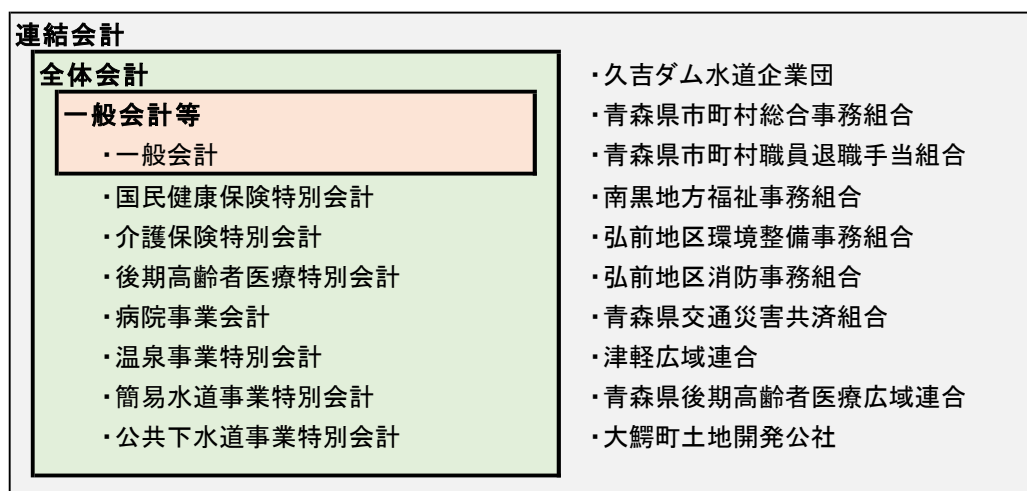 連結会計
全体会計
一般会計等
・一般会計
・国民健康保険特別会計
・介護保険特別会計
・後期高齢者医療特別会計
・病院事業会計
・温泉事業特別会計
・簡易水道事業特別会計
・公共下水道事業特別会計
・久吉ダム水道企業団
・青森県市町村総合事務組合
・青森県市町村職員退職手当組合
・南黒地方福祉事務組合
・弘前地区環境整備事務組合
・弘前地区消防事務組合
・青森県交通災害共済組合
・津軽広域連合
・青森県後期高齢者医療広域連合
・大鰐町土地開発公社